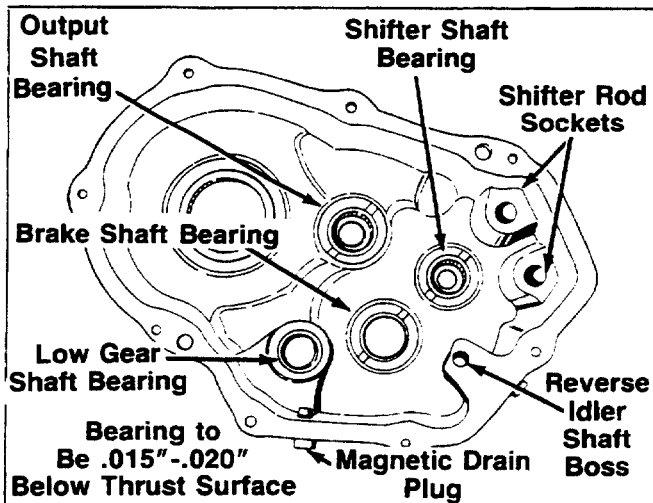 Output
Shaft
Bearing
Shifter Shaft
Bearing
Shifter Rod
Sockets
Brake Shaft Bearing
Low Gear
Shaft Bearing
Reverse
Idler
Shaft
Boss
Bearing to
Be .015"-.020"
Below Thrust Surface
Magnetic Drain
Plug